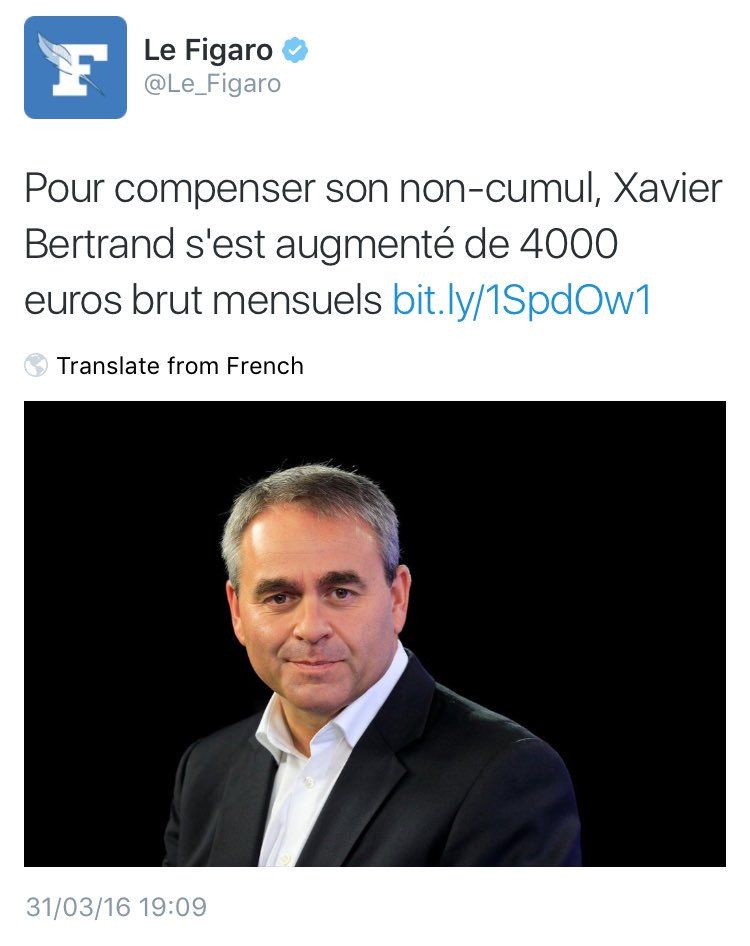 Le Figaro
@Le_Figaro
Pour compenser son non-cumul, Xavier
Bertrand s'est augmenté de 4000
euros brut mensuels bit.ly/1SpdOw1
Translate from French
31/03/16 19:09